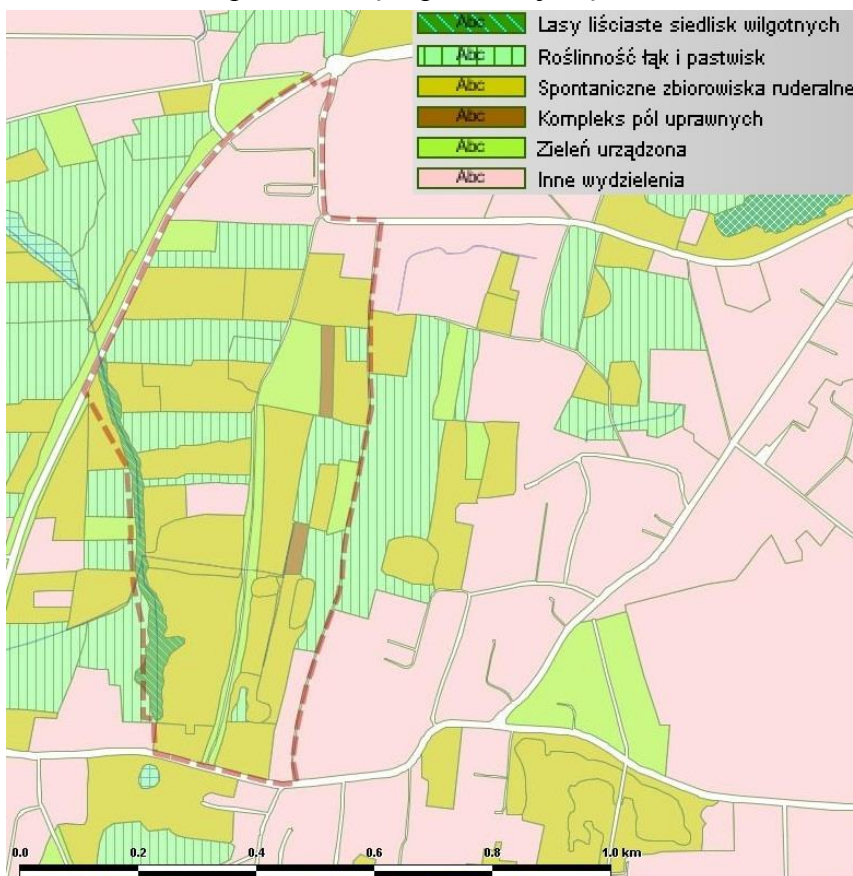 Abc Lasy liściaste siedlisk wilgotnych
Abc Roślinność łąk i pastwisk
Abc Spontaniczne zbiorowiska ruderalne
Abc Kompleks pól uprawnych
Abc Zieleń urządzona
Abc Inne wydzielenia
0.0 0.2 0.4 0.6 0.8 1.0 km